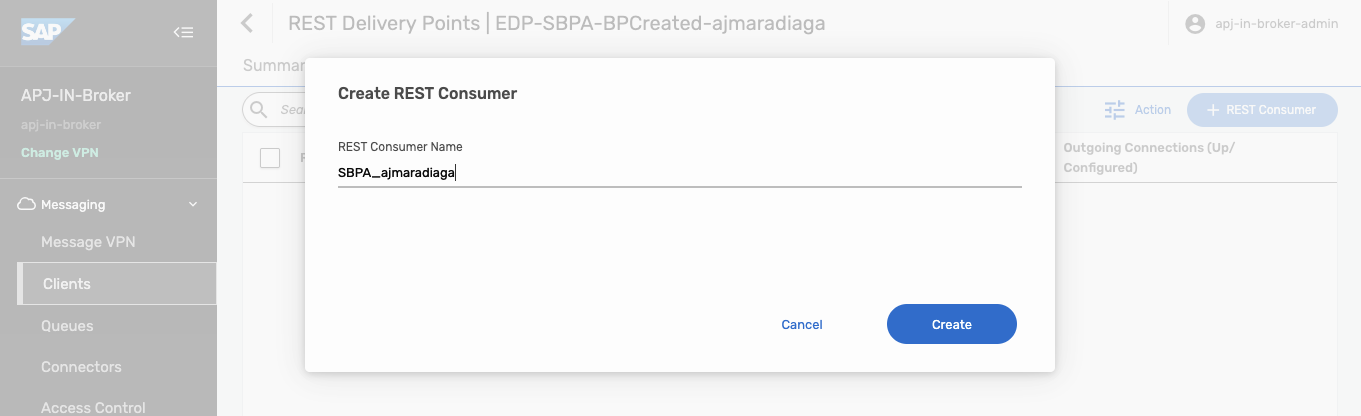 SAP
REST Delivery Points | EDP-SBPA-BPCreated-ajmaradiaga
apj-in-broker-admin
APJ-IN-Broker
apj-in-broker
Change VPN
Messaging
Message VPN
Clients
Queues
Connectors
Access Control
Summar
Sea
Action
+ REST Consumer
Outgoing Connections (Up/
Configured)
Create REST Consumer
REST Consumer Name
SBPA_ajmaradiaga
Cancel
Create